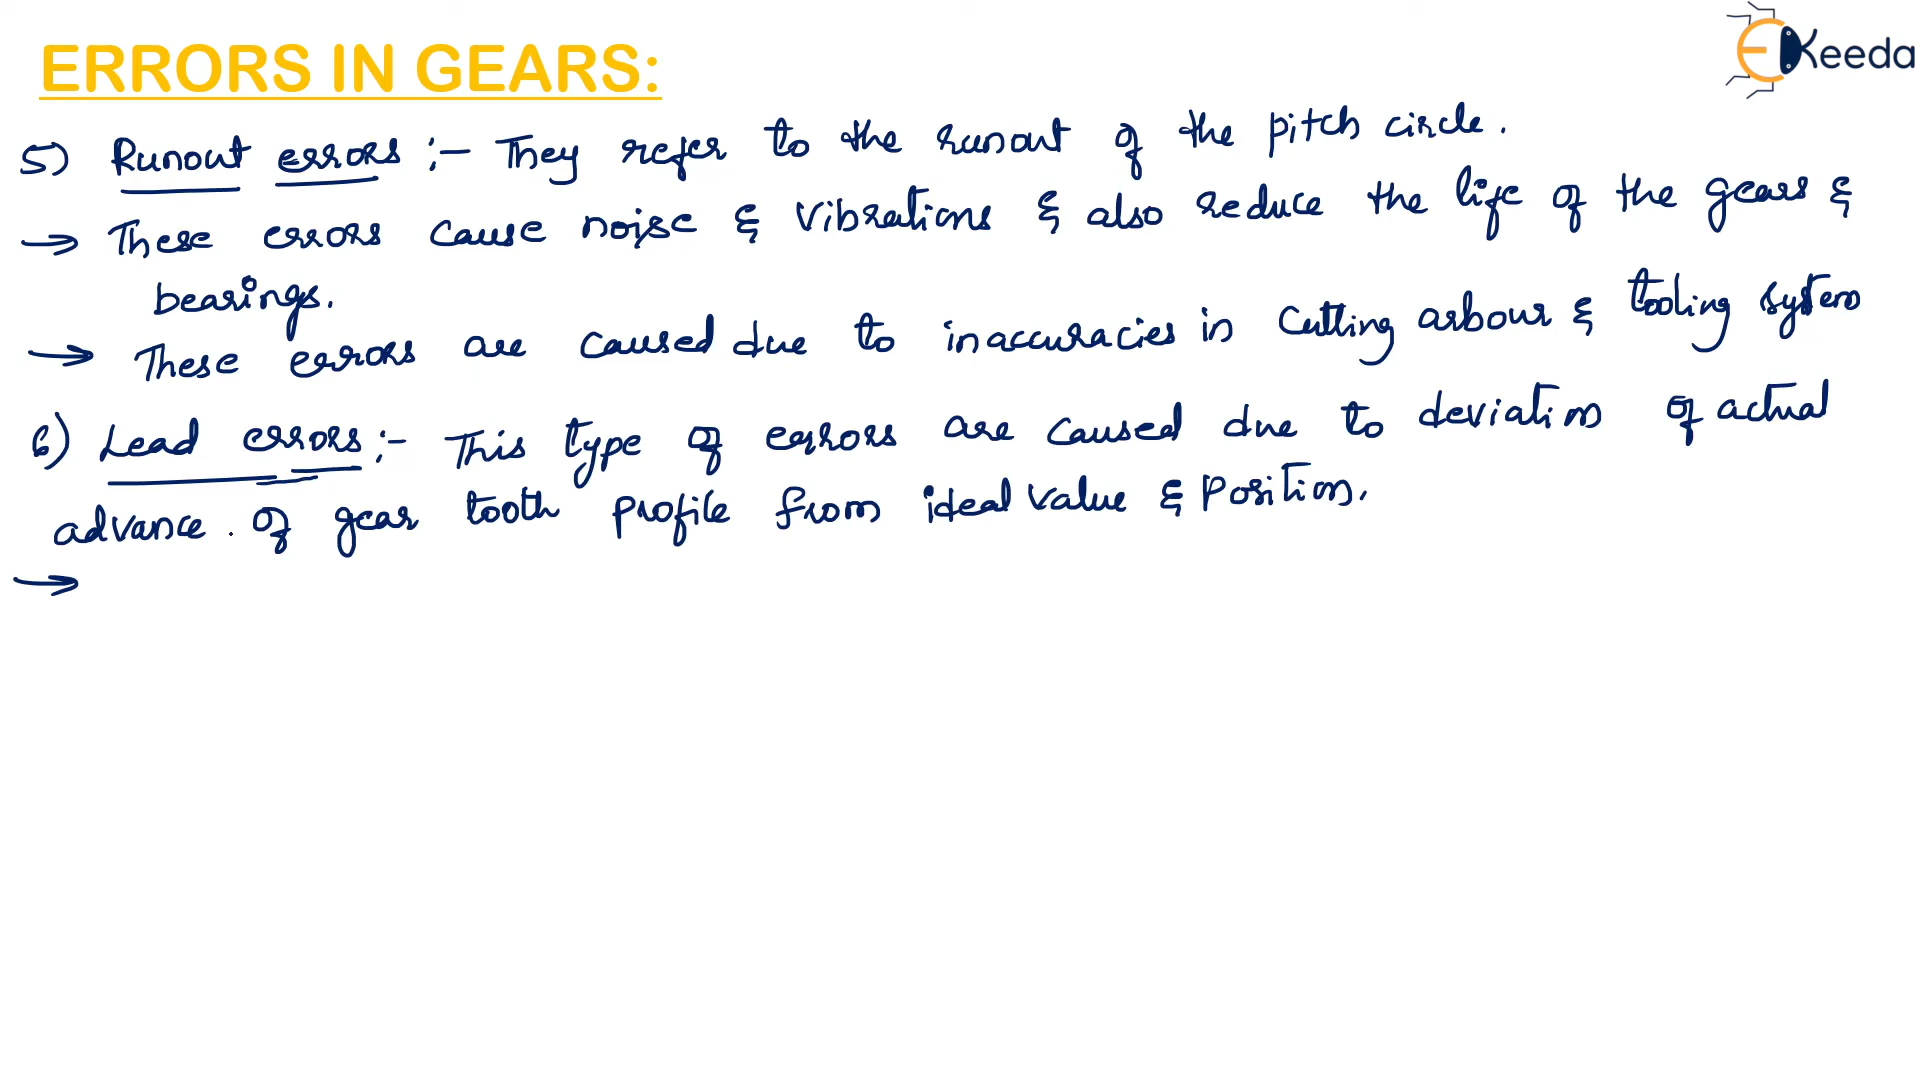 ERRORS IN GEARS:
EKeeda
5) Runout errors :- They refer to the runout of the pitch circle.
→ These errors cause noise & vibrations & also reduce the life of the gears &
bearings.
→ These errors are caused due to inaccuracies in cutting arbour & tooling system
6) Lead errors :- This type of errors are caused due to deviation of actual
advance . of gear tooth profile from ideal value & position.
→